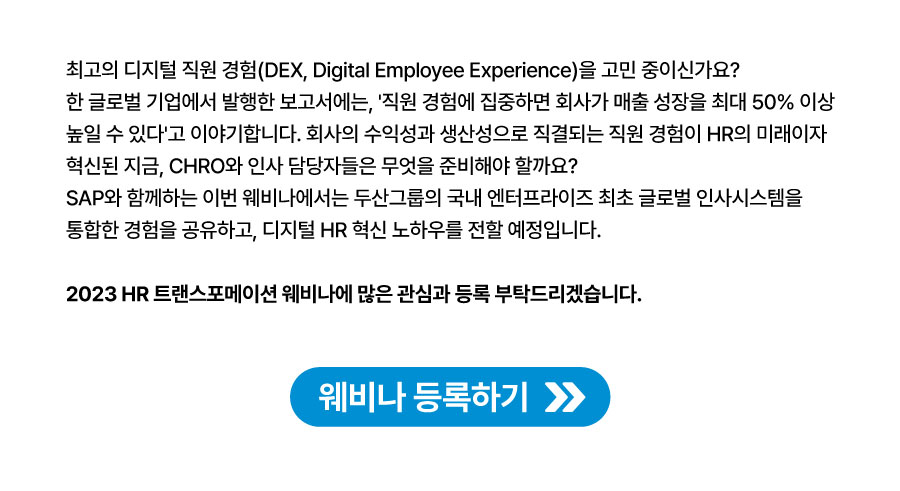 최고의 디지털 직원 경험(DEX, Digital Employee Experience)을 고민 중이신가요?
한 글로벌 기업에서 발행한 보고서에는, '직원 경험에 집중하면 회사가 매출 성장을 최대 50% 이상
높일 수 있다'고 이야기합니다. 회사의 수익성과 생산성으로 직결되는 직원 경험이 HR의 미래이자
혁신된 지금, CHRO와 인사 담당자들은 무엇을 준비해야 할까요?
SAP와 함께하는 이번 웨비나에서는 두산그룹의 국내 엔터프라이즈 최초 글로벌 인사시스템을
통합한 경험을 공유하고, 디지털 HR 혁신 노하우를 전할 예정입니다.
2023 HR 트랜스포메이션 웨비나에 많은 관심과 등록 부탁드리겠습니다.
웨비나 등록하기